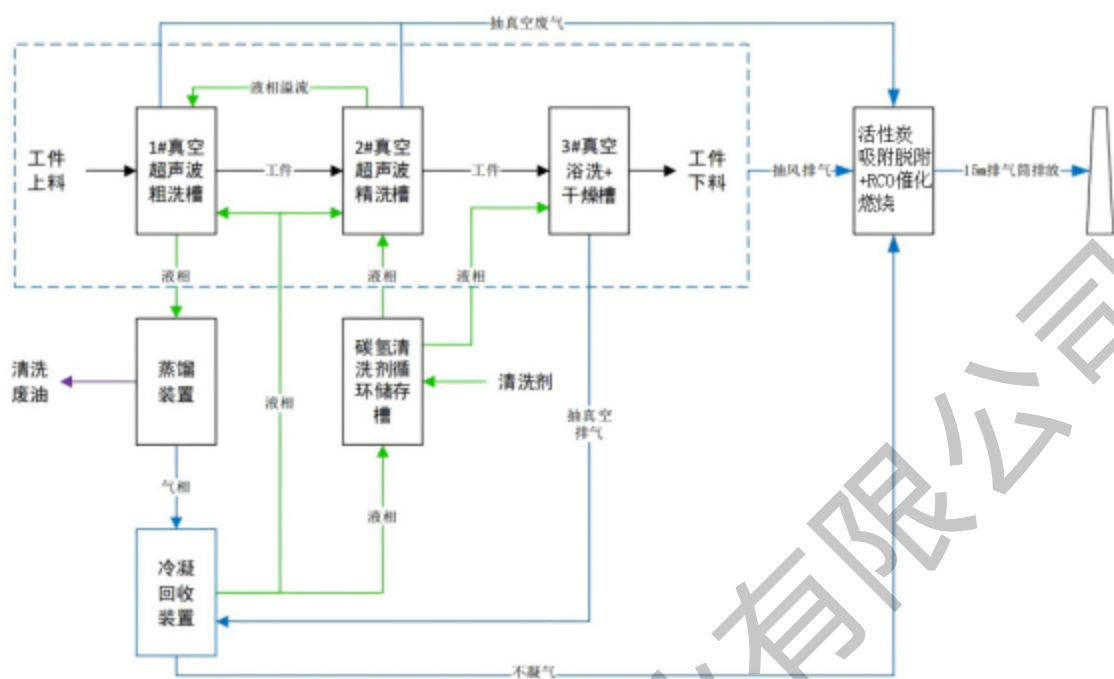 抽真空废气
液相溢流
工件
上料
1#真空
超声波
粗洗槽
工件
2#真空
超声波
精洗槽
工件
3#真空
浴洗+
干燥槽
工件
下料
抽风排气
活性炭
吸附脱附
+RCO催化
燃烧
15m排气筒排放
液相
液相
液相
清洗
废油
蒸馏
装置
液相
碳氢清
洗剂循
环储存
槽
清洗剂
抽真空
排气
气相
液相
冷凝
回收
装置
不凝气
有限公司